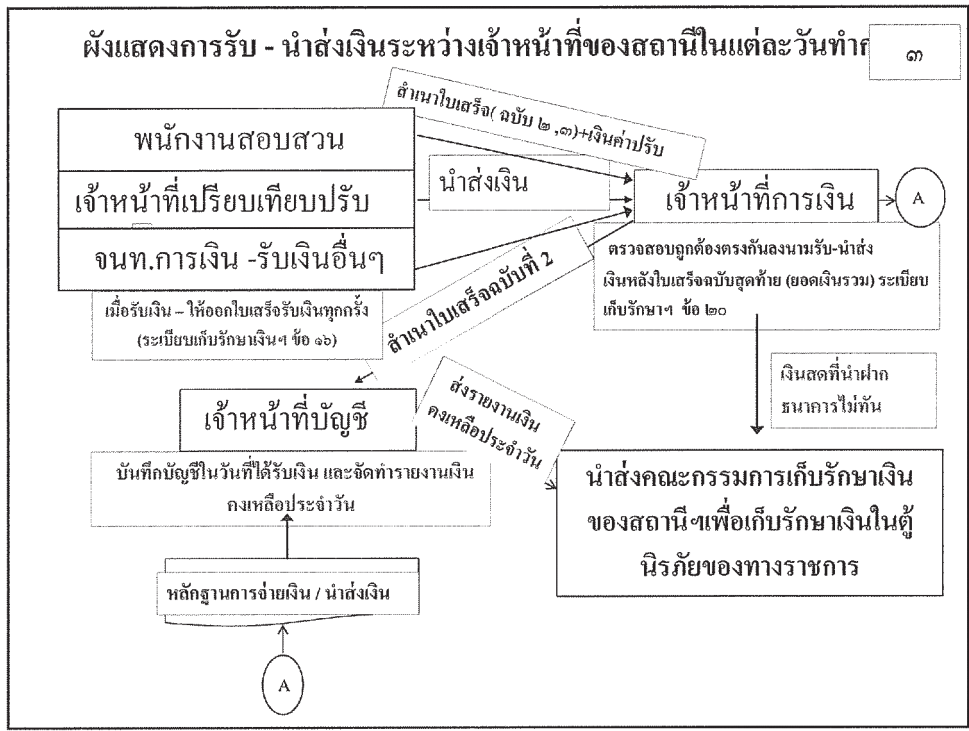 ผังแสดงการรับ - นำส่งเงินระหว่างเจ้าหน้าที่ของสถานีในแต่ละวัน
๓
สำเนาใบเสร็จ( ฉบับ ๒ ,๓)+เงินค่าปรับ
พนักงานสอบสวน
เจ้าหน้าที่เปรียบเทียบปรับ
จนท.การเงิน -รับเงินอื่นๆ
นำส่งเงิน
เจ้าหน้าที่การเงิน
A
เมื่อรับเงิน – ให้ออกใบเสร็จรับเงินทุกครั้ง
(ระเบียบเก็บรักษาเงินฯ ข้อ ๑๖)
สำเนาใบเสร็จฉบับที่ 2
ตรวจสอบถูกต้องตรงกันลงนามรับ-นำส่ง
เงินหลังใบเสร็จฉบับสุดท้าย (ยอดเงินรวม) ระเบียบ
เก็บรักษาฯ ข้อ ๒๐
เงินสดที่นำฝาก
ธนาคารไม่ทัน
เจ้าหน้าที่บัญชี
บันทึกบัญชีในวันที่ได้รับเงิน และจัดทำรายงานเงิน
คงเหลือประจำวัน
ส่งรายงานเงิน
คงเหลือประจำวัน
นำส่งคณะกรรมการเก็บรักษาเงิน
ของสถานีฯเพื่อเก็บรักษาเงินในตู้
นิรภัยของทางราชการ
หลักฐานการจ่ายเงิน / นำส่งเงิน
A